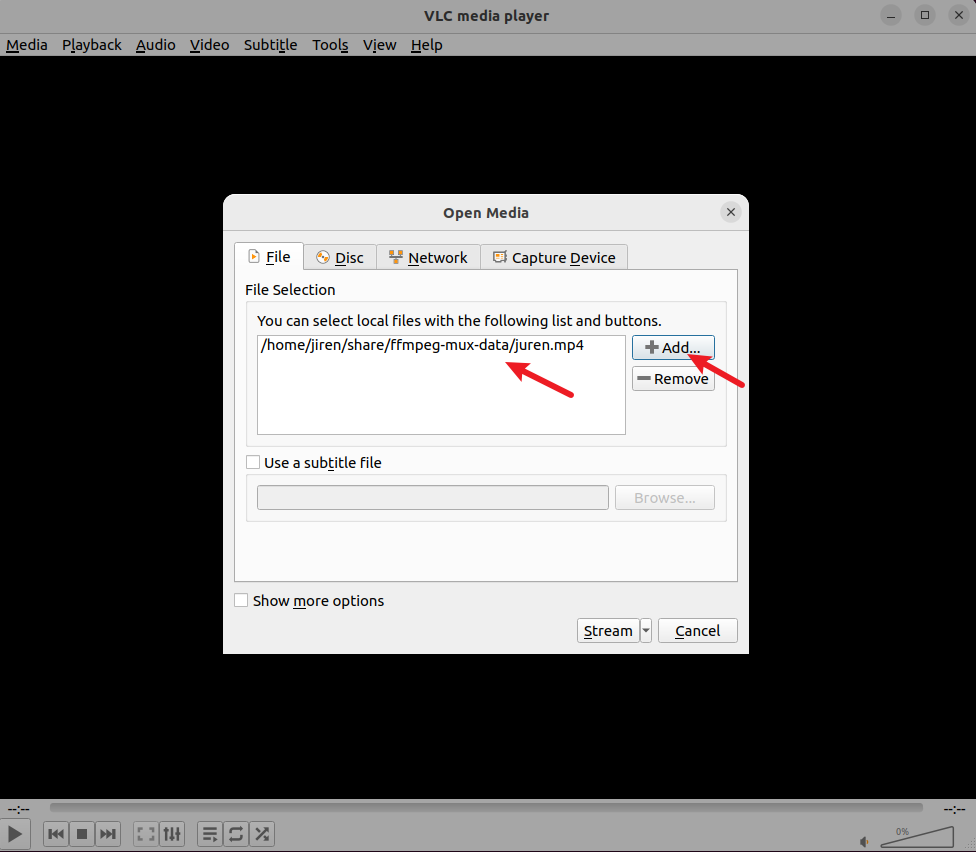 VLC media player
Media Playback Audio Video Subtitle Tools View Help
Open Media
File Disc Network Capture Device
File Selection
You can select local files with the following list and buttons.
/home/jiren/share/ffmpeg-mux-data/juren.mp4
Add...
Remove
Use a subtitle file
Browse...
Show more options
Stream Cancel
--:-- --:--
0%